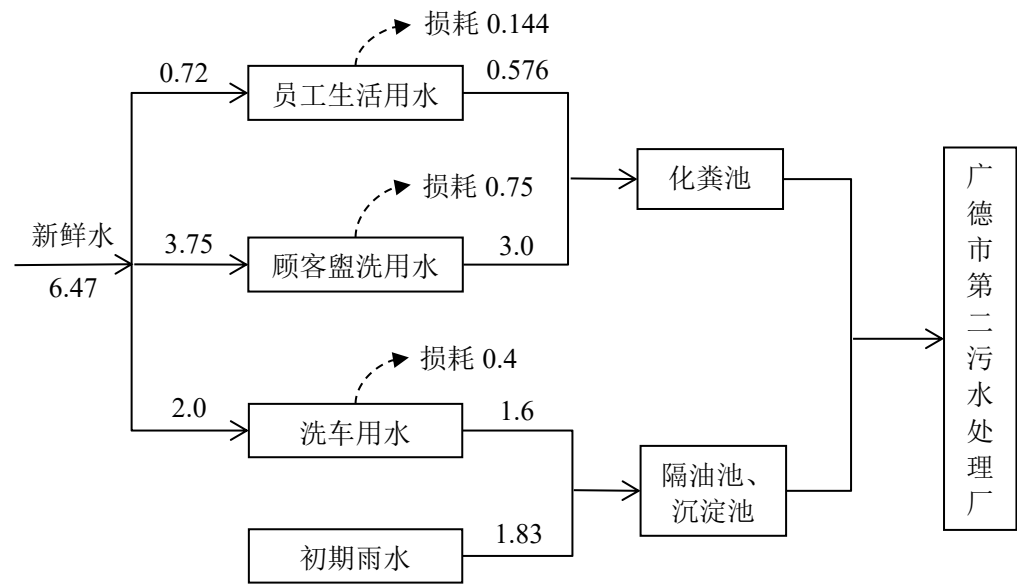 损耗 0.144
0.72
员工生活用水
0.576
化粪池
损耗 0.75
新鲜水
6.47
3.75
顾客盥洗用水
3.0
损耗 0.4
2.0
洗车用水
1.6
隔油池、
沉淀池
初期雨水
1.83
广
德
市
第
二
污
水
处
理
厂